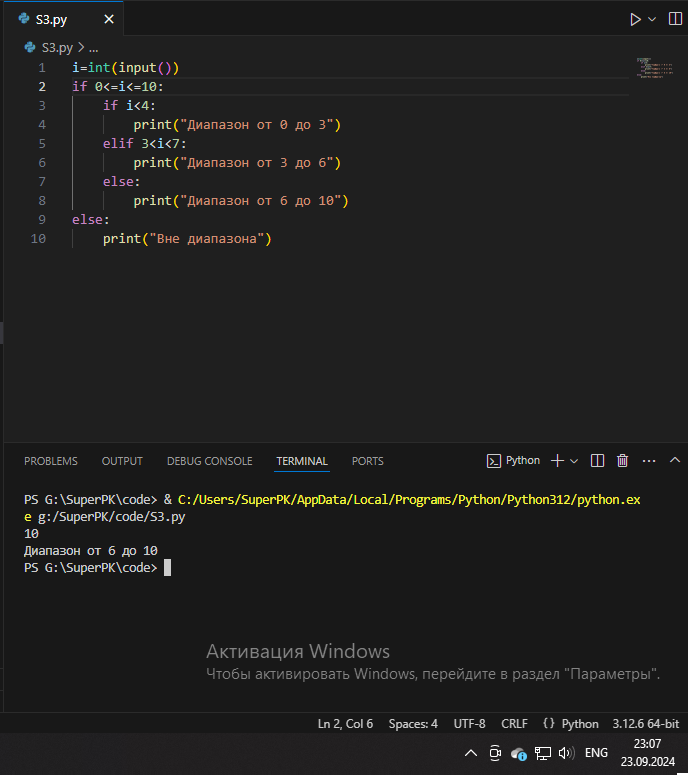 S3.py
S3.py > ...
1 i=int(input())
2 if 0<=i<=10:
3     if i<4:
4         print("Диапазон от 0 до 3")
5     elif 3<i<7:
6         print("Диапазон от 3 до 6")
7     else:
8         print("Диапазон от 6 до 10")
9 else:
10     print("Вне диапазона")
PROBLEMS OUTPUT DEBUG CONSOLE TERMINAL PORTS Python
PS G:\SuperPK\code> & C:/Users/SuperPK/AppData/Local/Programs/Python/Python312/python.ex
e g:/SuperPK/code/S3.py
10
Диапазон от 6 до 10
PS G:\SuperPK\code>
Активация Windows
Чтобы активировать Windows, перейдите в раздел "Параметры".
Ln 2, Col 6 Spaces: 4 UTF-8 CRLF {} Python 3.12.6 64-bit
ENG 23:07
23.09.2024